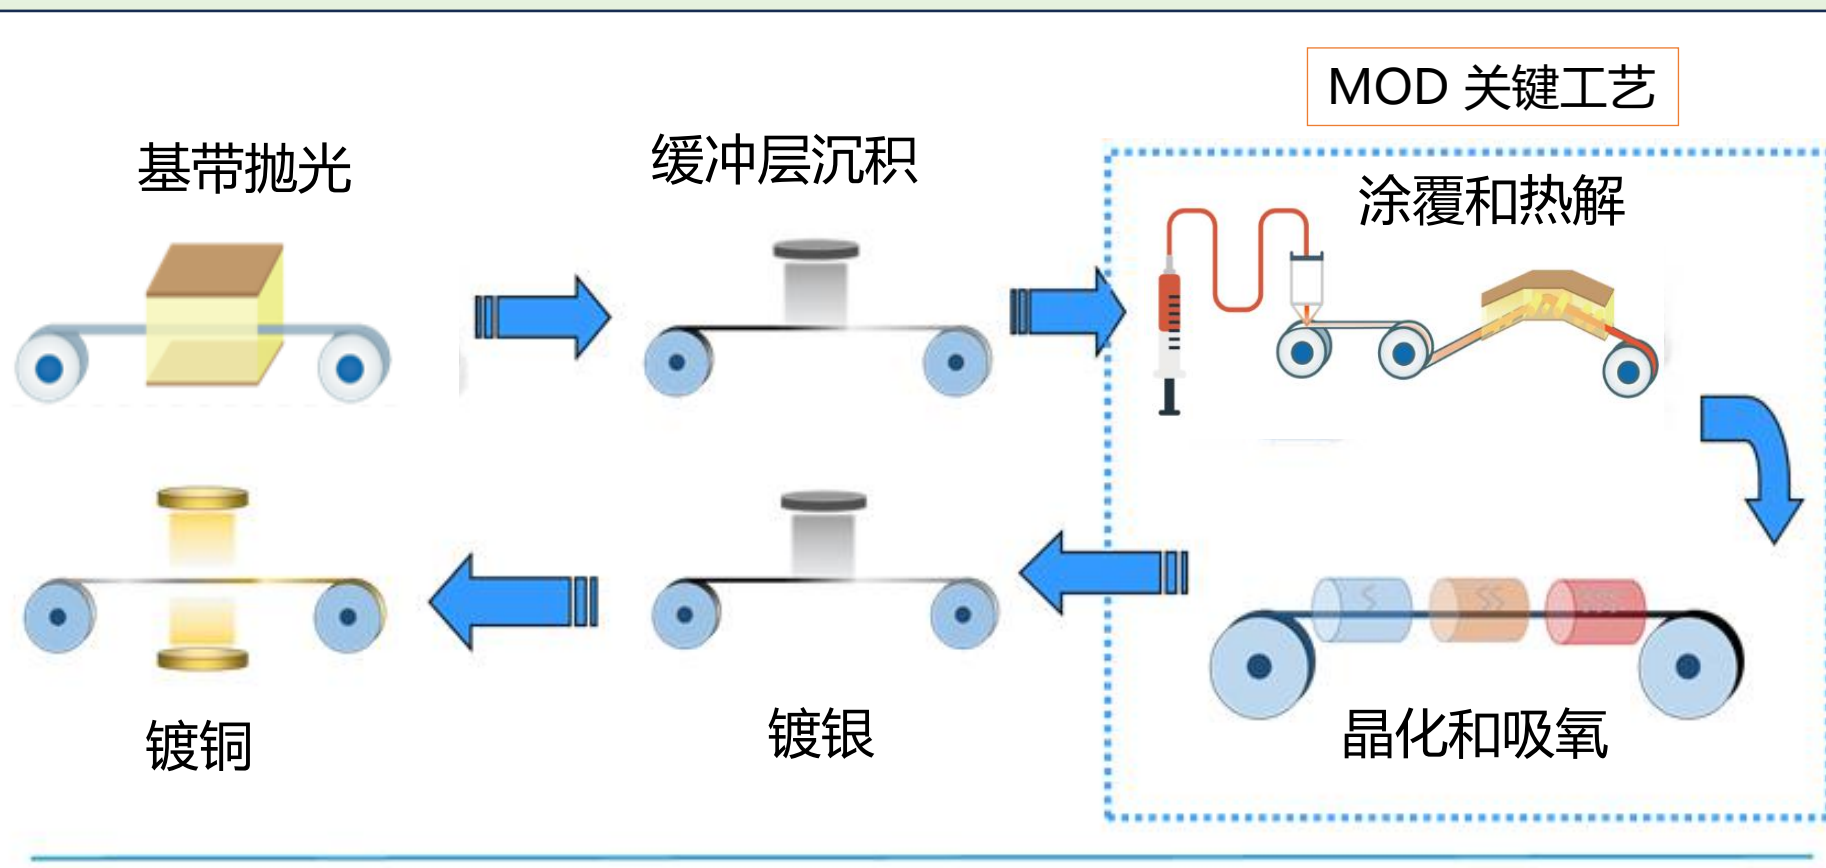 MOD 关键工艺
基带抛光
缓冲层沉积
涂覆和热解
镀铜
镀银
晶化和吸氧